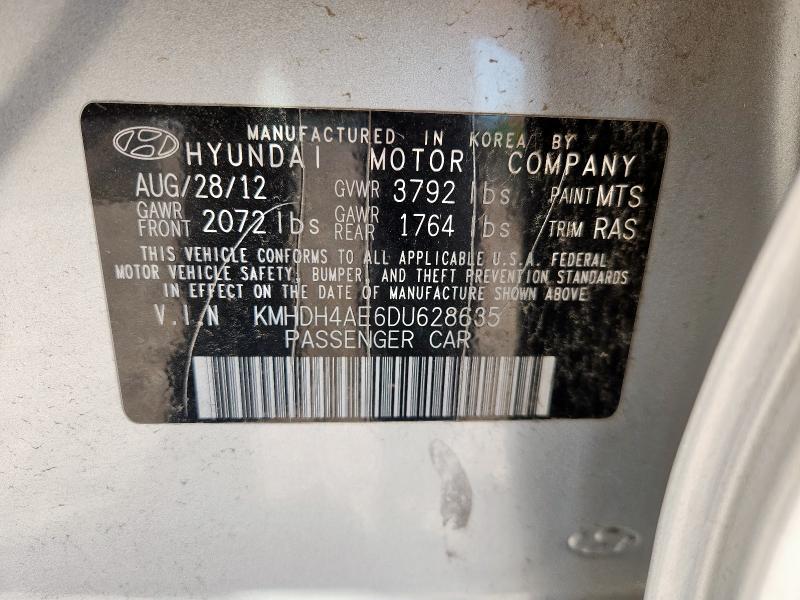 MANUFACTURED IN KOREA BY
HYUNDAI MOTOR COMPANY
AUG/28/12 GVWR 3792 lbs PAINT MTS
GAWR FRONT 2072 lbs GAWR REAR 1764 lbs TRIM RAS
THIS VEHICLE CONFORMS TO ALL APPLICABLE U.S.A. FEDERAL
MOTOR VEHICLE SAFETY, BUMPER, AND THEFT PREVENTION STANDARDS
IN EFFECT ON THE DATE OF MANUFACTURE SHOWN ABOVE
V.I.N KMHDH4AE6DU628635
PASSENGER CAR